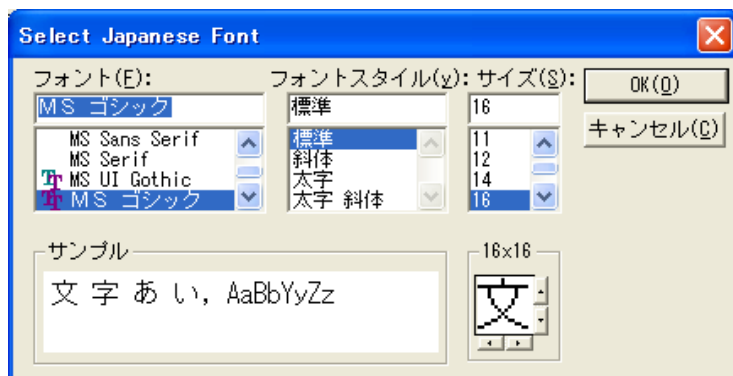 Select Japanese Font
フォント(F): フォントスタイル(y): サイズ(S):
OK(O)
ＭＳ ゴシック 標準 16
キャンセル(C)
MS Sans Serif 標準 11
MS Serif 斜体 12
MS UI Gothic 太字 14
ＭＳ ゴシック 太字 斜体 16
サンプル 16x16
文 字 あ い, AaBbYyZz 文